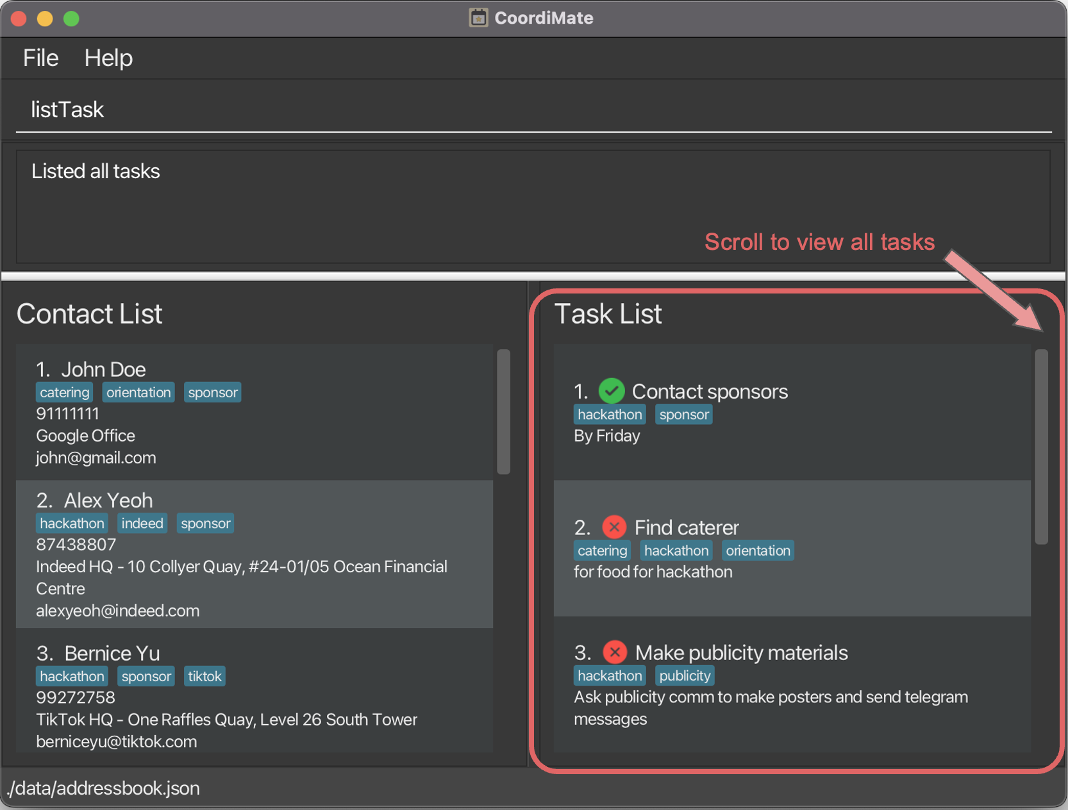 CoordiMate
File Help
listTask
Listed all tasks
Scroll to view all tasks
Contact List
1. John Doe
catering orientation sponsor
91111111
Google Office
john@gmail.com
2. Alex Yeoh
hackathon indeed sponsor
87438807
Indeed HQ - 10 Collyer Quay, #24-01/05 Ocean Financial
Centre
alexyeoh@indeed.com
3. Bernice Yu
hackathon sponsor tiktok
99272758
TikTok HQ - One Raffles Quay, Level 26 South Tower
berniceyu@tiktok.com
Task List
1. Contact sponsors
hackathon sponsor
By Friday
2. Find caterer
catering hackathon orientation
for food for hackathon
3. Make publicity materials
hackathon publicity
Ask publicity comm to make posters and send telegram
messages
./data/addressbook.json